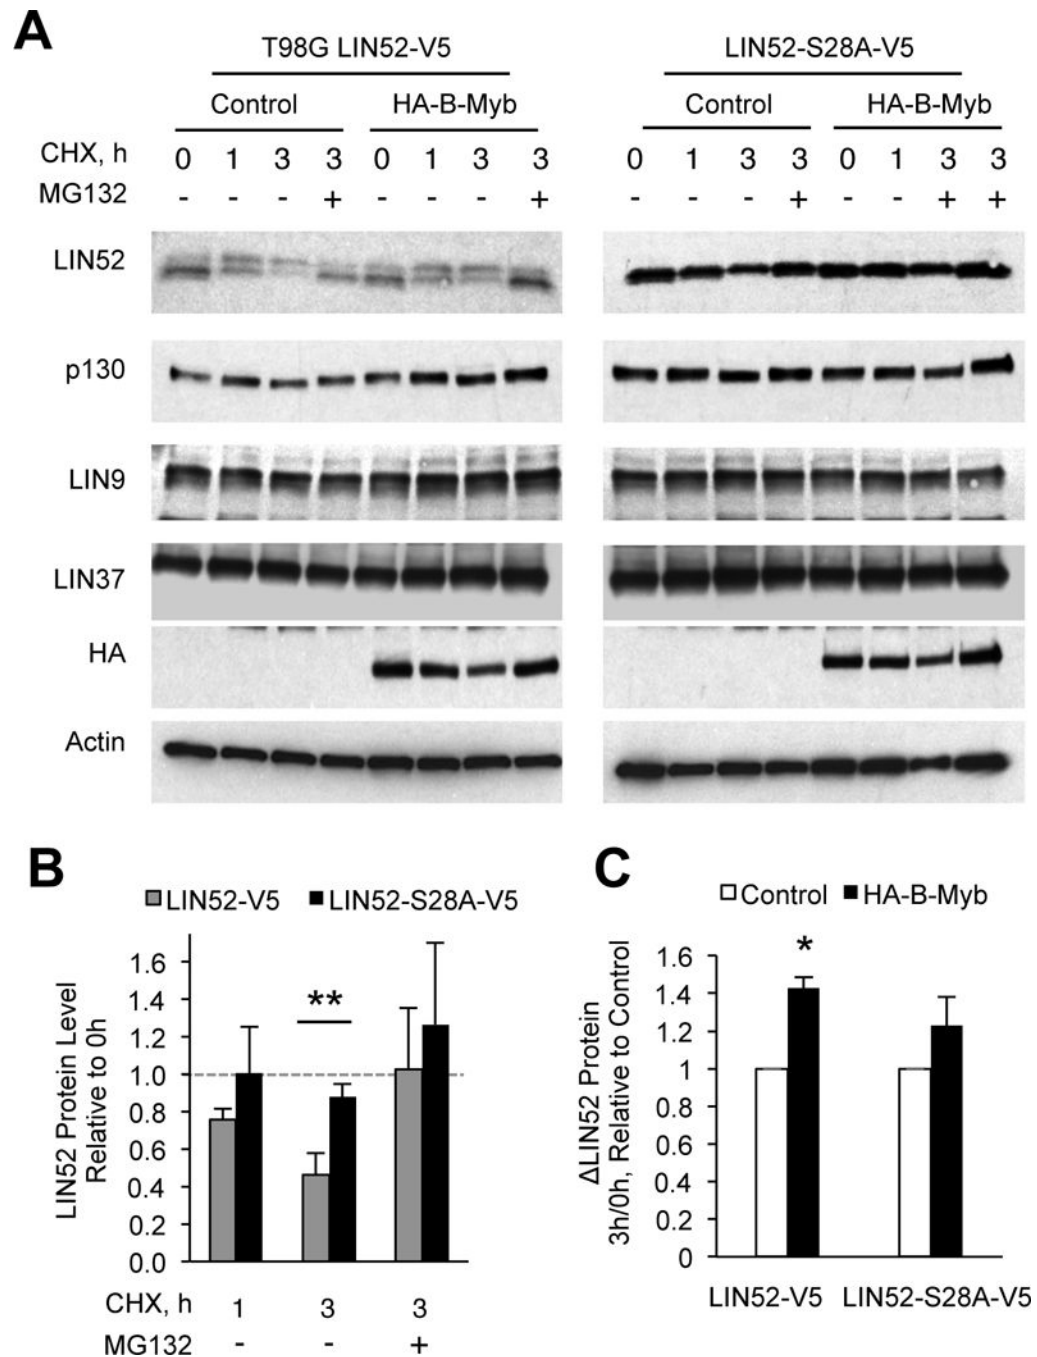 A
T98G LIN52-V5 LIN52-S28A-V5
Control HA-B-Myb Control HA-B-Myb
CHX, h 0 1 3 3 0 1 3 3 0 1 3 3 0 1 3 3
MG132 - - - + - - - + - - - + - - + +
LIN52
p130
LIN9
LIN37
HA
Actin
B
LIN52-V5 LIN52-S28A-V5
LIN52 Protein Level
Relative to 0h
1.6
1.4
1.2
1.0
0.8
0.6
0.4
0.2
0.0
**
CHX, h 1 3 3
MG132 - - +
C
Control HA-B-Myb
ΔLIN52 Protein
3h/0h, Relative to Control
1.6
1.4
1.2
1
0.8
0.6
0.4
0.2
0
*
LIN52-V5 LIN52-S28A-V5